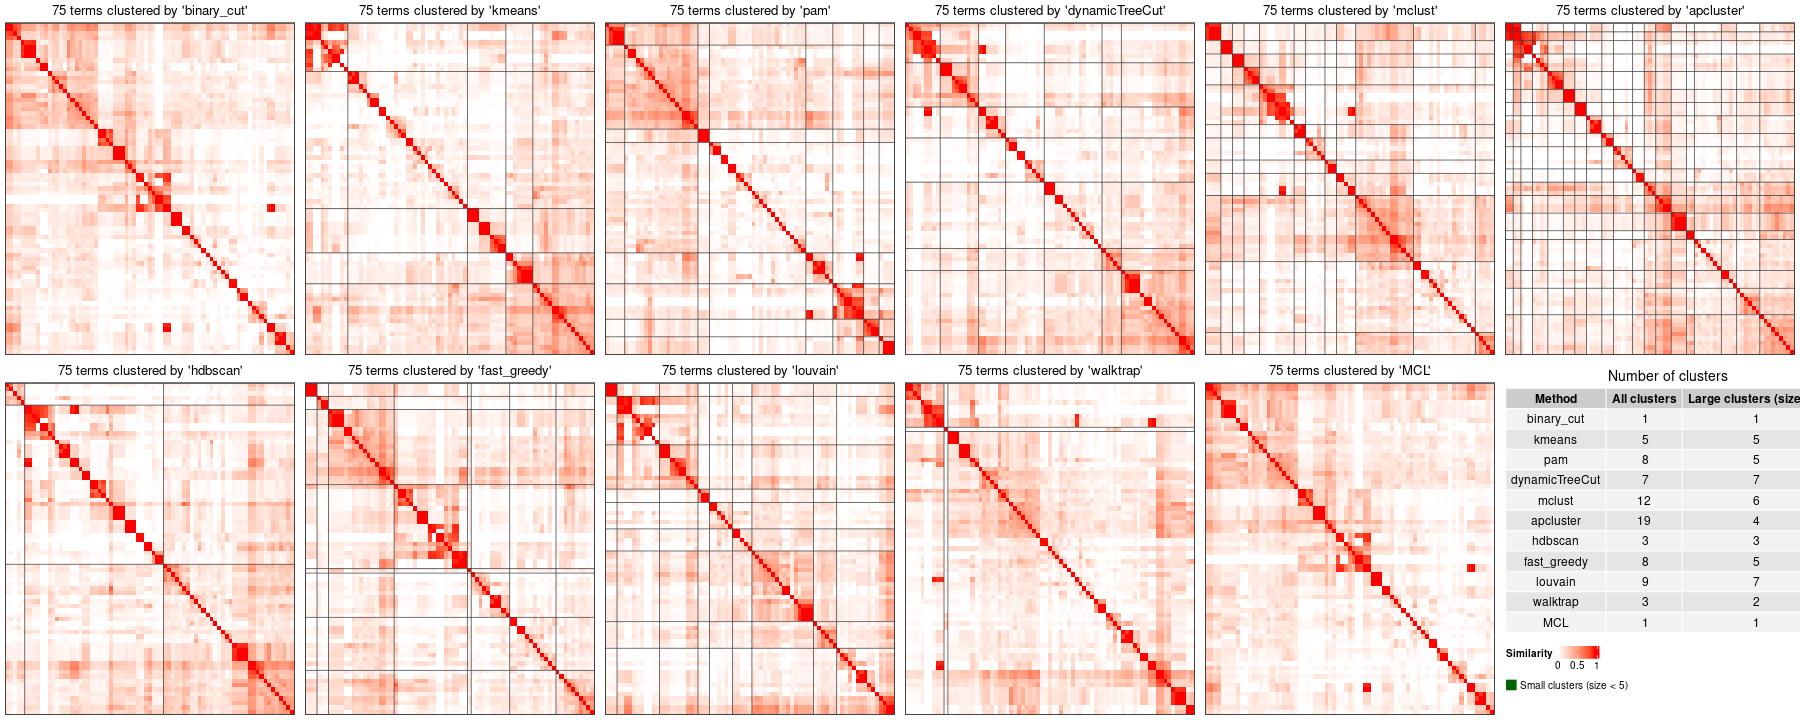 75 terms clustered by 'binary_cut'
75 terms clustered by 'kmeans'
75 terms clustered by 'pam'
75 terms clustered by 'dynamicTreeCut'
75 terms clustered by 'mclust'
75 terms clustered by 'apcluster'
75 terms clustered by 'hdbscan'
75 terms clustered by 'fast_greedy'
75 terms clustered by 'louvain'
75 terms clustered by 'walktrap'
75 terms clustered by 'MCL'
Number of clusters
Method All clusters Large clusters (size
binary_cut 1 1
kmeans 5 5
pam 8 5
dynamicTreeCut 7 7
mclust 12 6
apcluster 19 4
hdbscan 3 3
fast_greedy 8 5
louvain 9 7
walktrap 3 2
MCL 1 1
Similarity
0 0.5 1
Small clusters (size < 5)